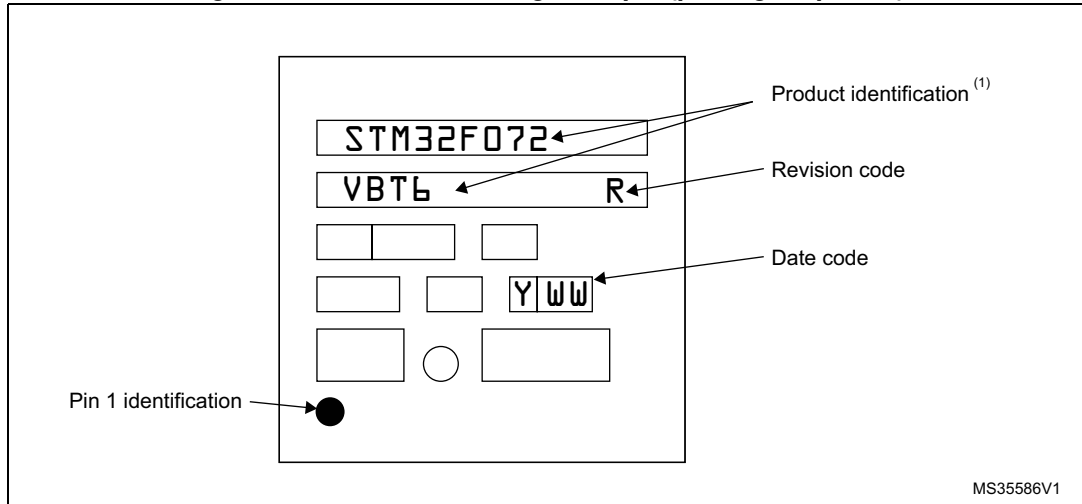 Product identification (1)
STM32F072
Revision code
VBT6 R
Date code
Y WW
Pin 1 identification
MS35586V1